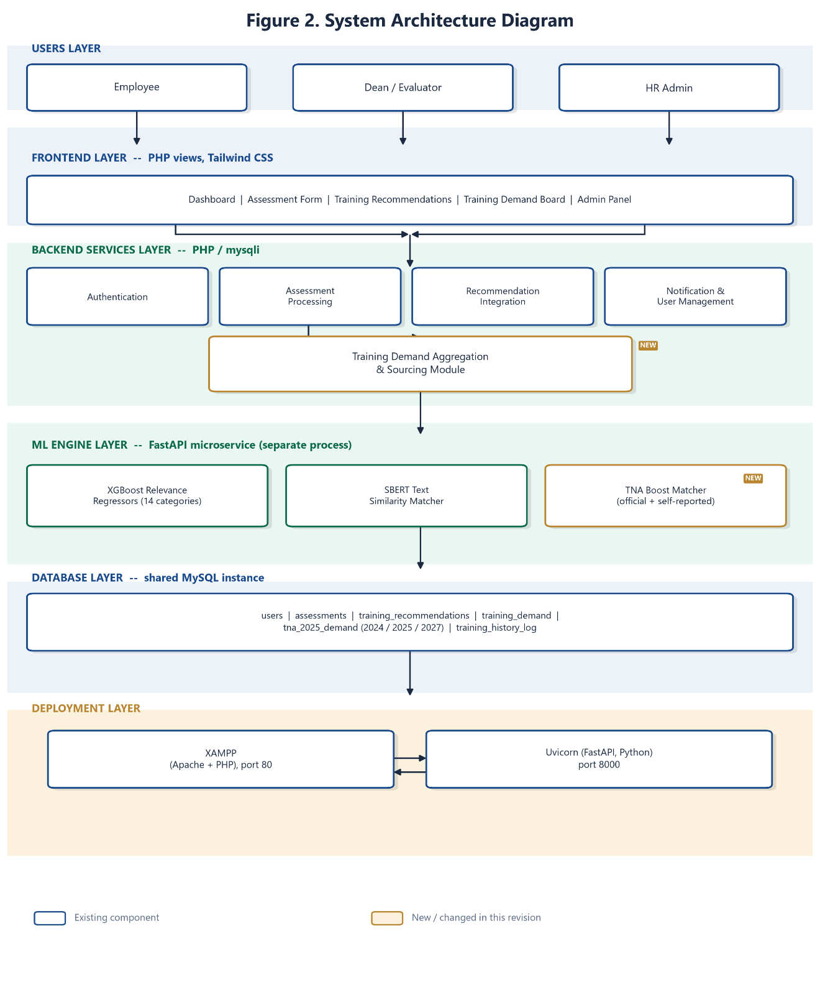 Figure 2. System Architecture Diagram
USERS LAYER
Employee
Dean / Evaluator
HR Admin
FRONTEND LAYER -- PHP views, Tailwind CSS
Dashboard | Assessment Form | Training Recommendations | Training Demand Board | Admin Panel
BACKEND SERVICES LAYER -- PHP / mysqli
Authentication
Assessment
Processing
Recommendation
Integration
Notification &
User Management
Training Demand Aggregation
& Sourcing Module
NEW
ML ENGINE LAYER -- FastAPI microservice (separate process)
XGBoost Relevance
Regressors (14 categories)
SBERT Text
Similarity Matcher
NEW
TNA Boost Matcher
(official + self-reported)
DATABASE LAYER -- shared MySQL instance
users | assessments | training_recommendations | training_demand |
tna_2025_demand (2024 / 2025 / 2027) | training_history_log
DEPLOYMENT LAYER
XAMPP
(Apache + PHP), port 80
Uvicorn (FastAPI, Python)
port 8000
Existing component
New / changed in this revision